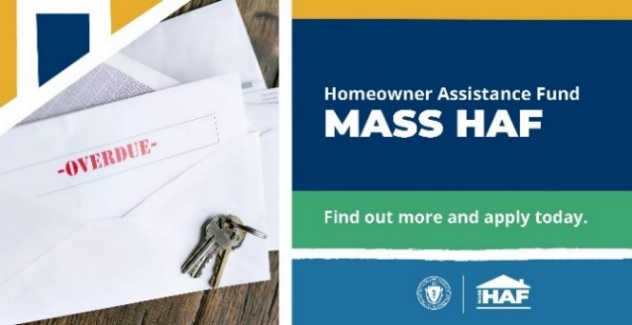 -OVERDUE-
Homeowner Assistance Fund
MASS HAF
Find out more and apply today.
HAF